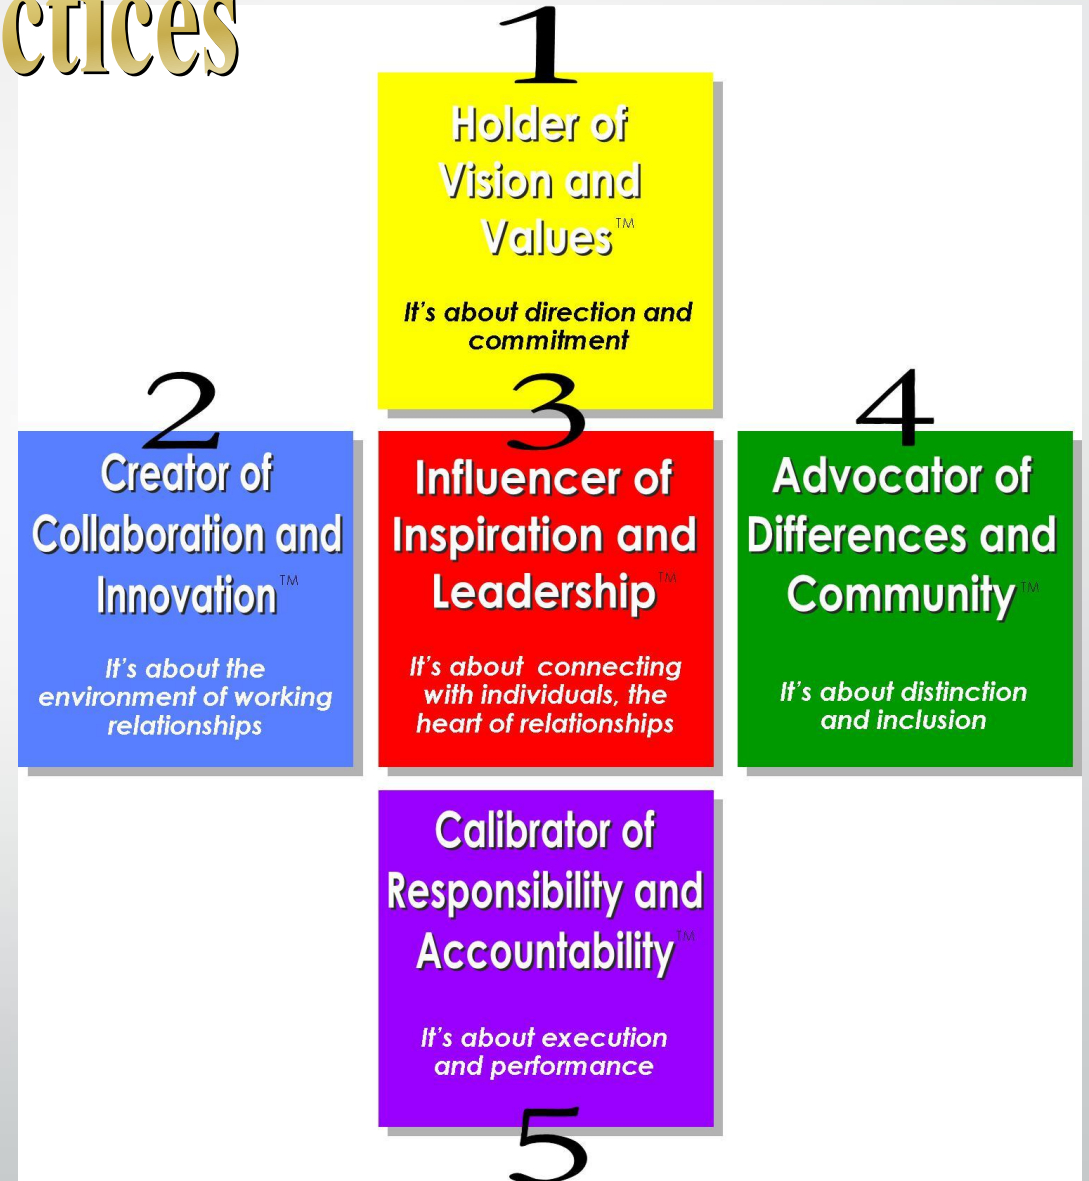 ctices
1
Holder of
Vision and
Values™
It's about direction and
commitment
2
Creator of
Collaboration and
Innovation™
It's about the
environment of working
relationships
3
Influencer of
Inspiration and
Leadership™
It's about connecting
with individuals, the
heart of relationships
4
Advocator of
Differences and
Community™
It's about distinction
and inclusion
Calibrator of
Responsibility and
Accountability™
It's about execution
and performance
5